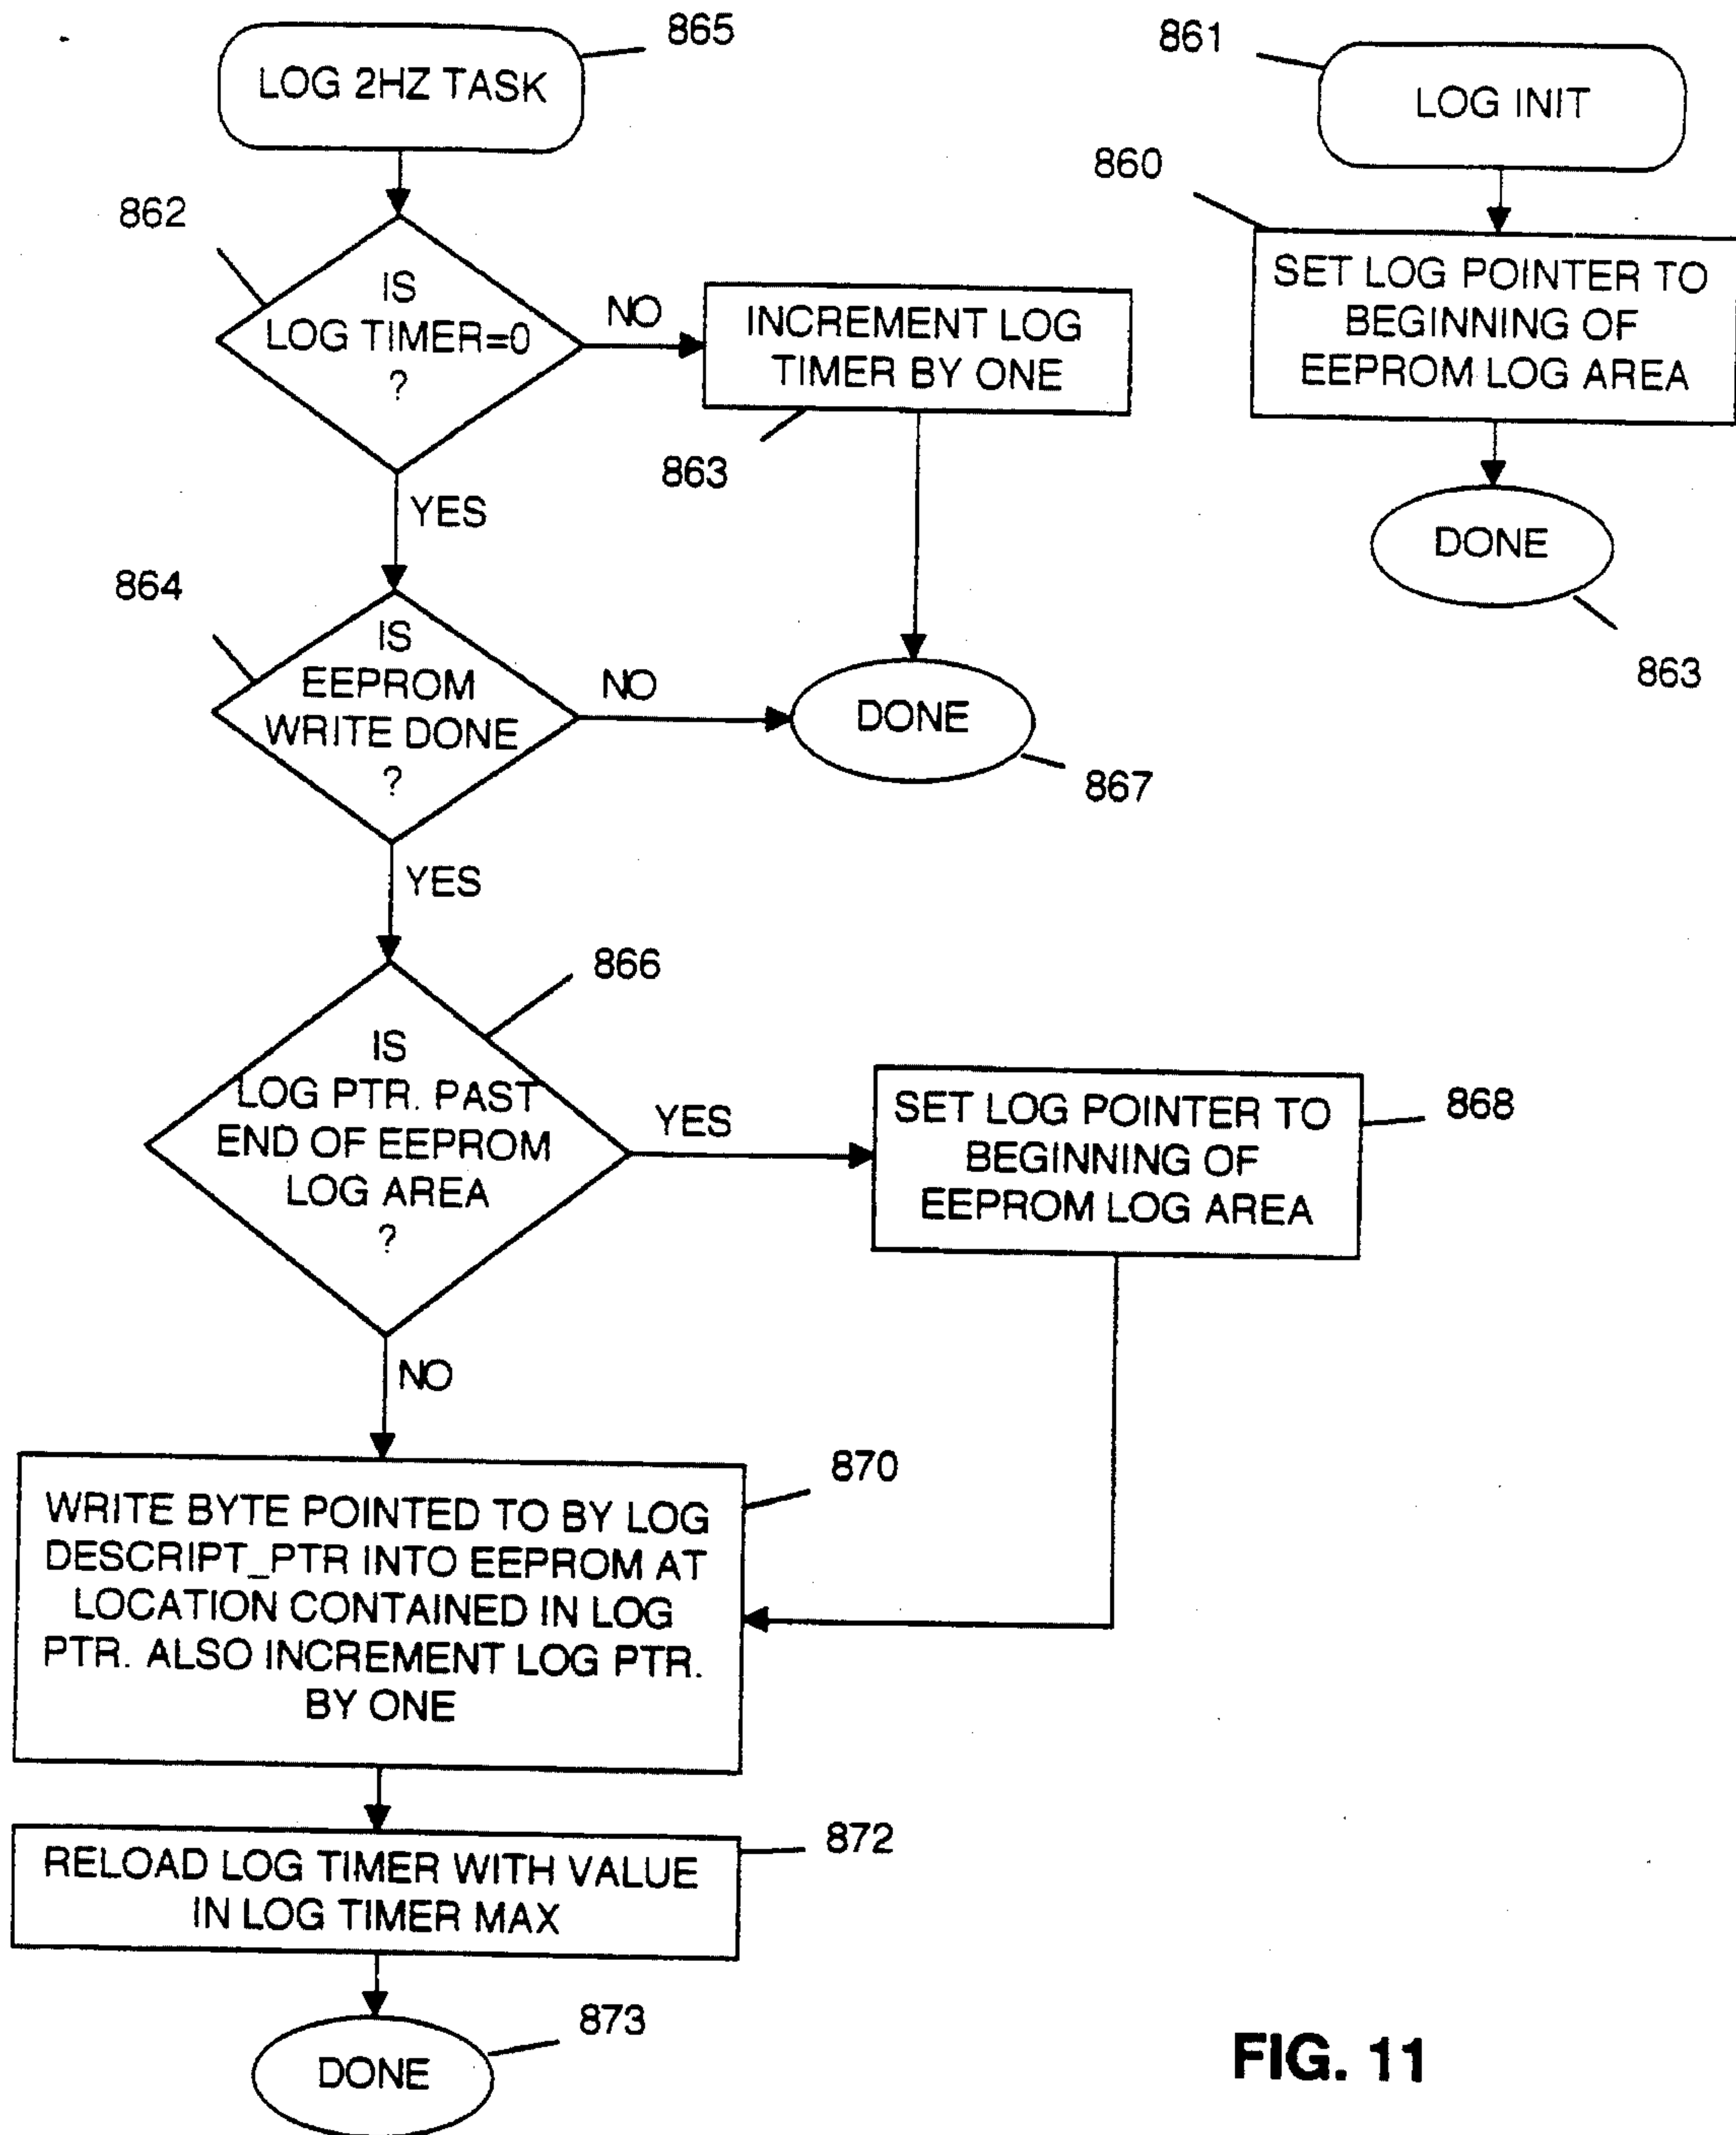 865
LOG 2HZ TASK
862
IS
LOG TIMER=0
?
NO
INCREMENT LOG
TIMER BY ONE
863
YES
864
IS
EEPROM
WRITE DONE
?
NO
DONE
867
YES
866
IS
LOG PTR. PAST
END OF EEPROM
LOG AREA
?
YES
SET LOG POINTER TO
BEGINNING OF
EEPROM LOG AREA
868
NO
870
WRITE BYTE POINTED TO BY LOG
DESCRIPT_PTR INTO EEPROM AT
LOCATION CONTAINED IN LOG
PTR. ALSO INCREMENT LOG PTR.
BY ONE
872
RELOAD LOG TIMER WITH VALUE
IN LOG TIMER MAX
873
DONE
861
LOG INIT
860
SET LOG POINTER TO
BEGINNING OF
EEPROM LOG AREA
DONE
863
FIG. 11